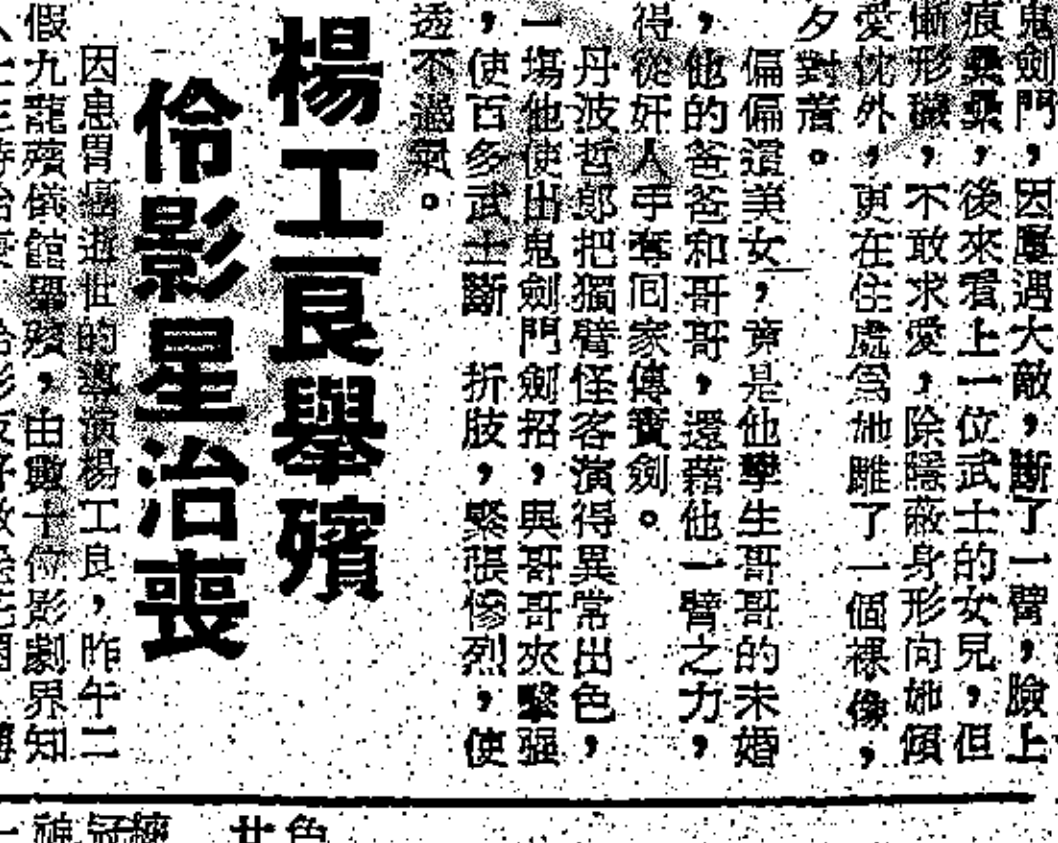 鬼劍門，因屢遇大敵，斷了一臂，臉上
痕纍纍，後來看上一位武士的女兒，但
慚形穢，不敢求愛，除隱蔽身形向她傾
愛忱外，更在住處為她雕了一個裸像，
夕對着。
偏偏這美女，竟是他孿生哥哥的未婚
，他的爸爸和哥哥，還藉他一臂之力，
得從奸人手奪回家傳寶劍。
丹波哲郎把獨臂怪客演得異常出色，
一塲他使出鬼劍門劍招，與哥哥夾擊強
，使百多武士斷 折肢，緊張慘烈，使
透不過氣。
楊工良舉殯
伶影星治喪
因患胃癌逝世的導演楊工良，昨午二
假九龍殯儀館舉殯，由數十位影劇界知